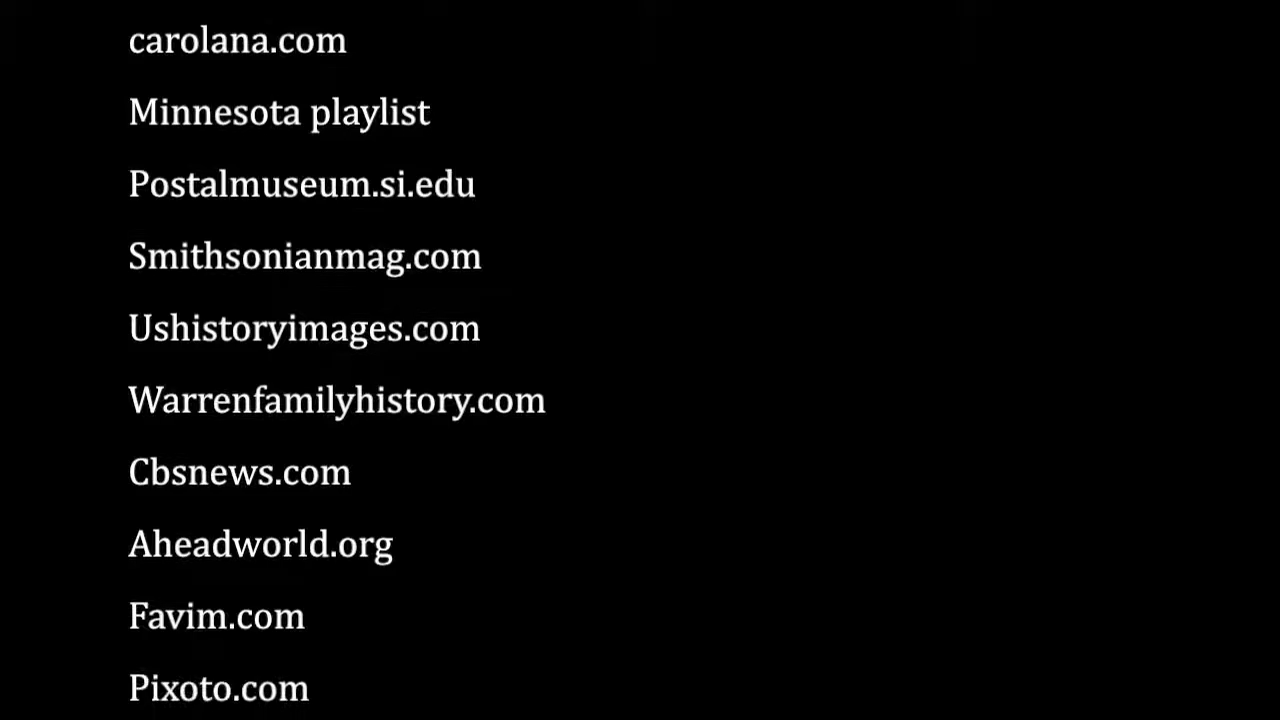 carolana.com
Minnesota playlist
Postalmuseum.si.edu
Smithsonianmag.com
Ushistoryimages.com
Warrenfamilyhistory.com
Cbsnews.com
Aheadworld.org
Favim.com
Pixoto.com